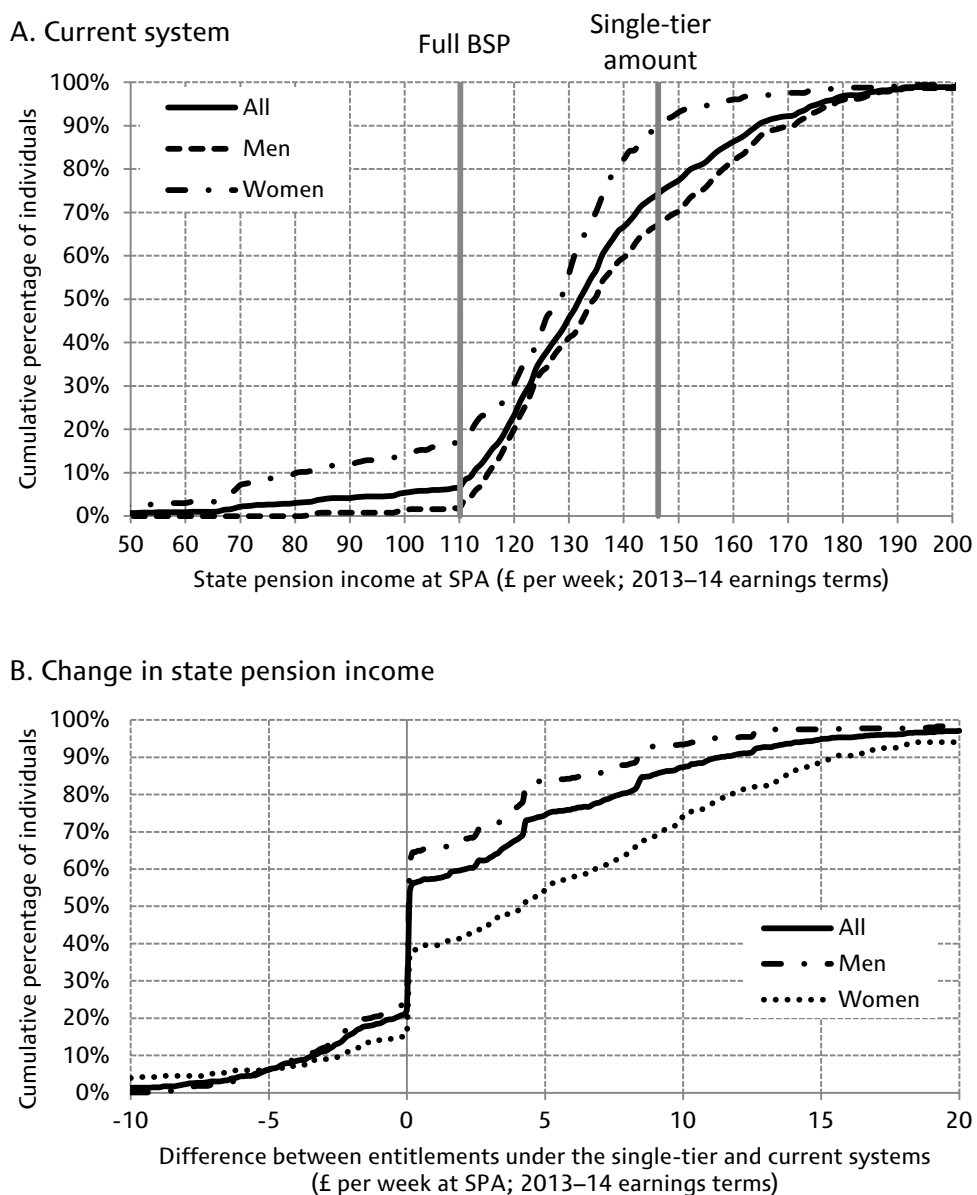 A. Current system
Full BSP
Single-tier
amount
Cumulative percentage of individuals
100%
90%
80%
70%
60%
50%
40%
30%
20%
10%
0%
All
Men
Women
50 60 70 80 90 100 110 120 130 140 150 160 170 180 190 200
State pension income at SPA (£ per week; 2013–14 earnings terms)
B. Change in state pension income
Cumulative percentage of individuals
100%
90%
80%
70%
60%
50%
40%
30%
20%
10%
0%
All
Men
Women
-10 -5 0 5 10 15 20
Difference between entitlements under the single-tier and current systems
(£ per week at SPA; 2013–14 earnings terms)